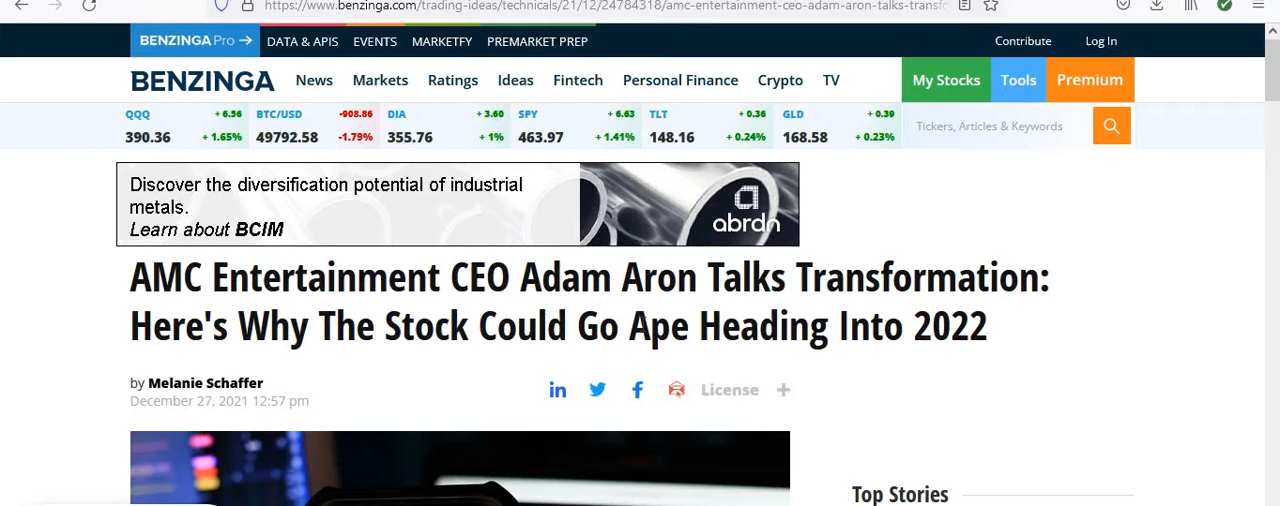 https://www.benzinga.com/trading-ideas/technicals/21/12/24784318/amc-entertainment-ceo-adam-aron-talks-transfo
BENZINGA Pro → DATA & APIS EVENTS MARKETFY PREMARKET PREP Contribute Log In
BENZINGA News Markets Ratings Ideas Fintech Personal Finance Crypto TV My Stocks Tools Premium
QQQ + 6.56 BTC/USD -908.86 DIA + 3.60 SPY + 6.63 TLT + 0.36 GLD + 0.39
390.36 + 1.65% 49792.58 -1.79% 355.76 + 1% 463.97 + 1.41% 148.16 + 0.24% 168.58 + 0.23%
Tickers, Articles & Keywords
Discover the diversification potential of industrial
metals.
Learn about BCIM
a
abrdn
AMC Entertainment CEO Adam Aron Talks Transformation:
Here's Why The Stock Could Go Ape Heading Into 2022
by Melanie Schaffer
December 27, 2021 12:57 pm
in f License +
Top Stories